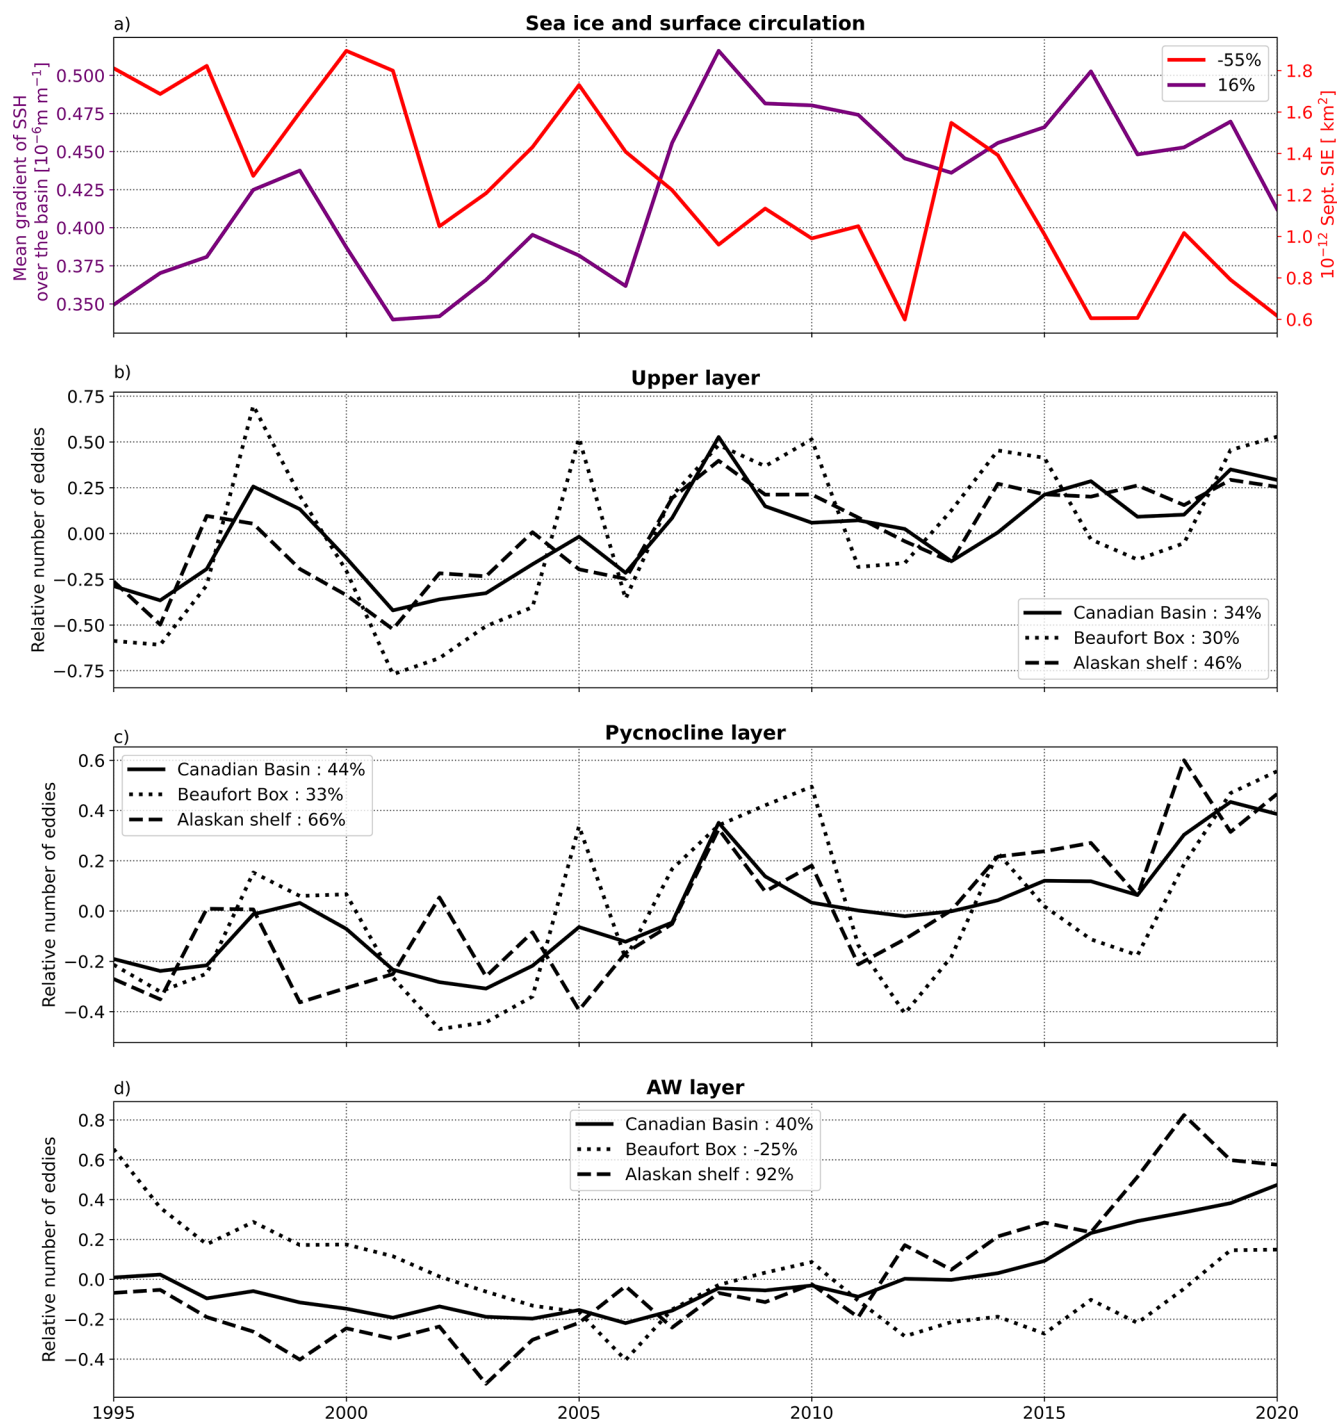 a)
Sea ice and surface circulation
Mean gradient of SSH
over the basin [10⁻⁶m m⁻¹]
0.500
0.475
0.450
0.425
0.400
0.375
0.350
-55%
16%
1.8
1.6
1.4
1.2
1.0
0.8
0.6
10⁻¹² Sept. SIE [ km²]
b)
Upper layer
Relative number of eddies
0.75
0.50
0.25
0.00
−0.25
−0.50
−0.75
Canadian Basin : 34%
Beaufort Box : 30%
Alaskan shelf : 46%
c)
Pycnocline layer
Relative number of eddies
0.6
0.4
0.2
0.0
−0.2
−0.4
Canadian Basin : 44%
Beaufort Box : 33%
Alaskan shelf : 66%
d)
AW layer
Relative number of eddies
0.8
0.6
0.4
0.2
0.0
−0.2
−0.4
Canadian Basin : 40%
Beaufort Box : -25%
Alaskan shelf : 92%
1995 2000 2005 2010 2015 2020